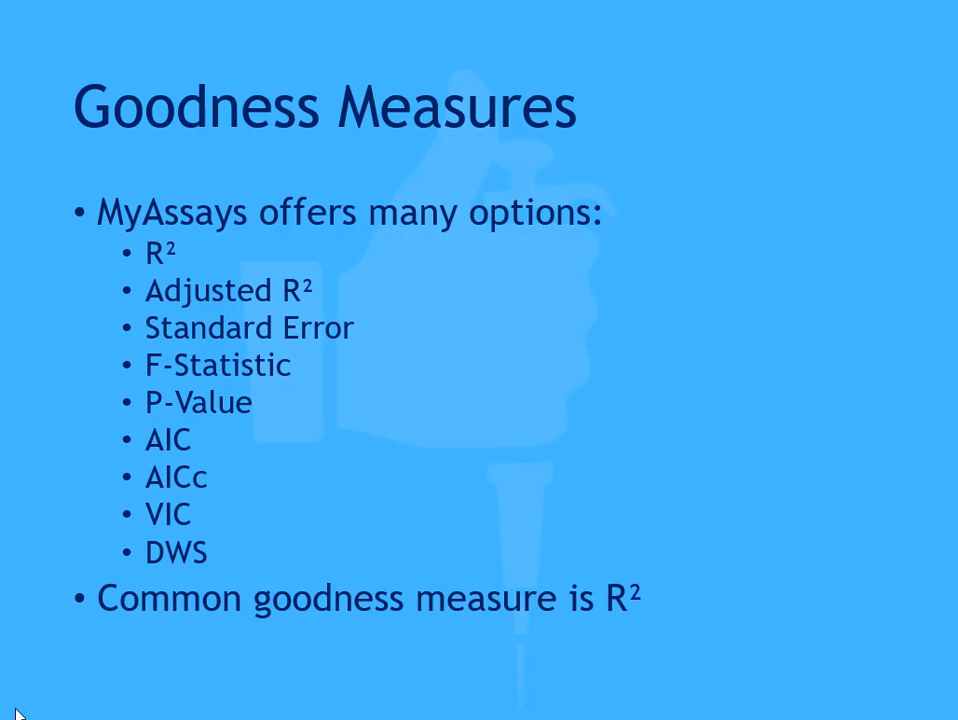 Goodness Measures
• MyAssays offers many options:
• R²
• Adjusted R²
• Standard Error
• F-Statistic
• P-Value
• AIC
• AICc
• VIC
• DWS
• Common goodness measure is R²